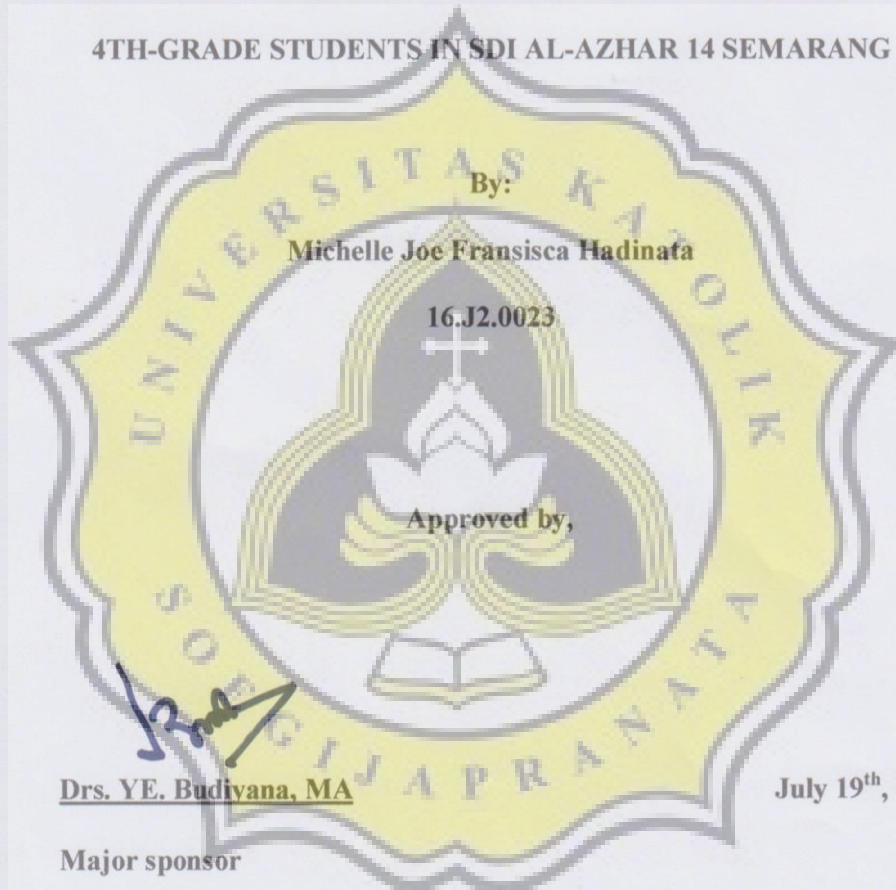 4TH-GRADE STUDENTS IN SDI AL-AZHAR 14 SEMARANG
UNIVERSITAS KATOLIK
By:
Michelle Joe Fransisca Hadinata
16.J2.0023
Approved by,
SOEGIJAPRANATA
Drs. YE. Budiyana, MA
July 19th,
Major sponsor